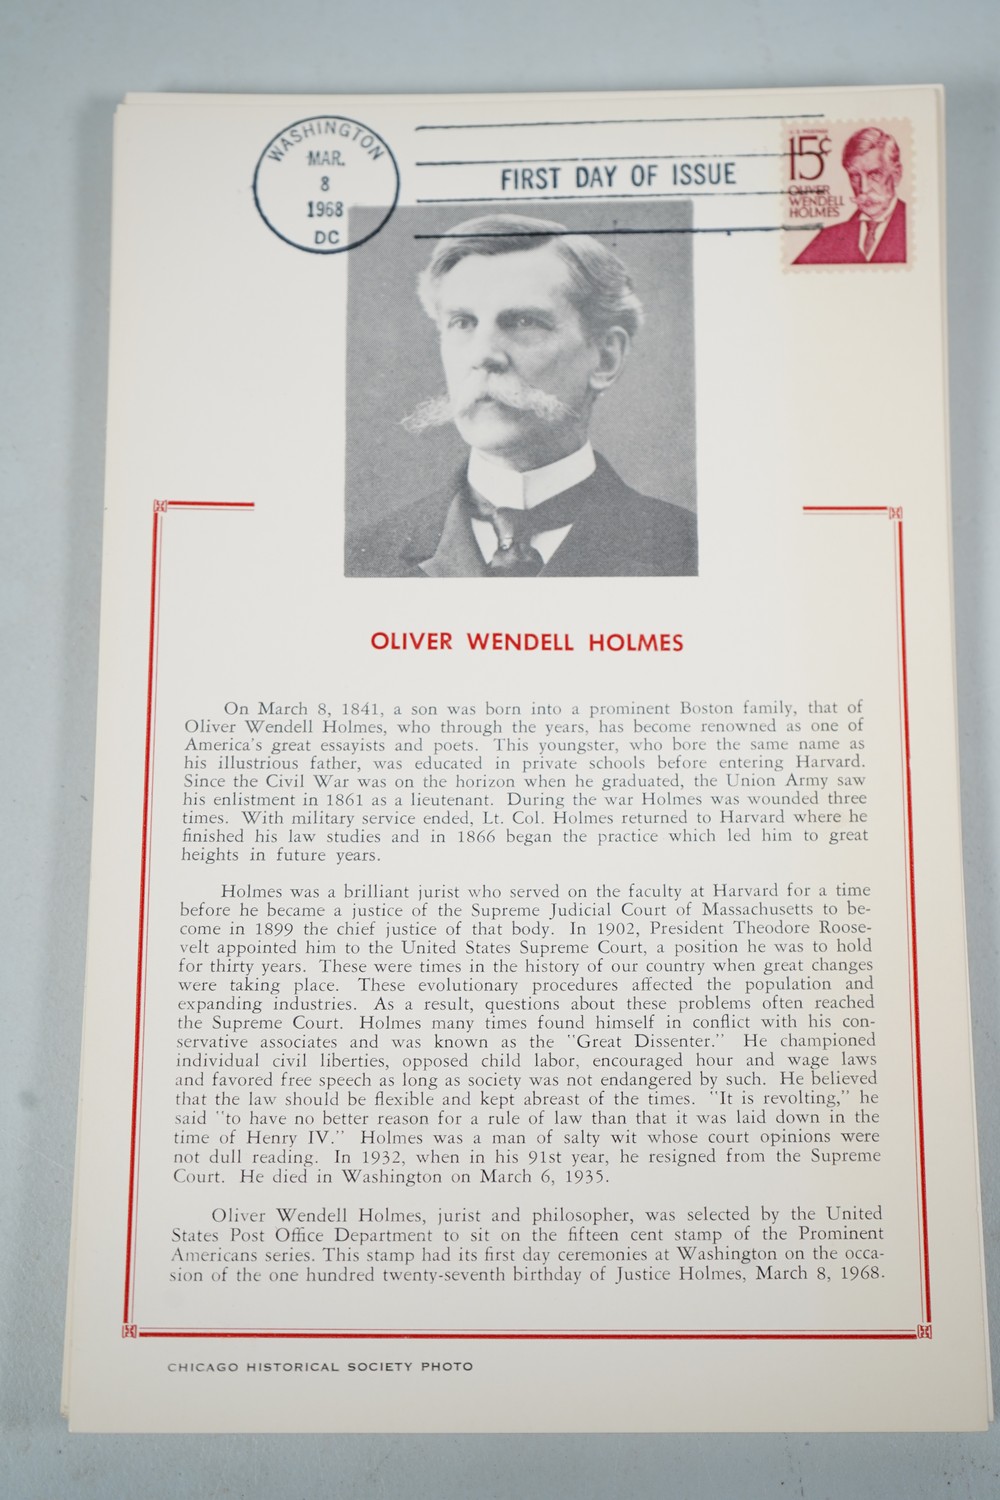 WASHINGTON
MAR.
8
1968
DC
FIRST DAY OF ISSUE
U.S. POSTAGE
15¢
OLIVER
WENDELL
HOLMES
OLIVER WENDELL HOLMES
On March 8, 1841, a son was born into a prominent Boston family, that of
Oliver Wendell Holmes, who through the years, has become renowned as one of
America's great essayists and poets. This youngster, who bore the same name as
his illustrious father, was educated in private schools before entering Harvard.
Since the Civil War was on the horizon when he graduated, the Union Army saw
his enlistment in 1861 as a lieutenant. During the war Holmes was wounded three
times. With military service ended, Lt. Col. Holmes returned to Harvard where he
finished his law studies and in 1866 began the practice which led him to great
heights in future years.
Holmes was a brilliant jurist who served on the faculty at Harvard for a time
before he became a justice of the Supreme Judicial Court of Massachusetts to be-
come in 1899 the chief justice of that body. In 1902, President Theodore Roose-
velt appointed him to the United States Supreme Court, a position he was to hold
for thirty years. These were times in the history of our country when great changes
were taking place. These evolutionary procedures affected the population and
expanding industries. As a result, questions about these problems often reached
the Supreme Court. Holmes many times found himself in conflict with his con-
servative associates and was known as the "Great Dissenter." He championed
individual civil liberties, opposed child labor, encouraged hour and wage laws
and favored free speech as long as society was not endangered by such. He believed
that the law should be flexible and kept abreast of the times. "It is revolting," he
said "to have no better reason for a rule of law than that it was laid down in the
time of Henry IV." Holmes was a man of salty wit whose court opinions were
not dull reading. In 1932, when in his 91st year, he resigned from the Supreme
Court. He died in Washington on March 6, 1935.
Oliver Wendell Holmes, jurist and philosopher, was selected by the United
States Post Office Department to sit on the fifteen cent stamp of the Prominent
Americans series. This stamp had its first day ceremonies at Washington on the occa-
sion of the one hundred twenty-seventh birthday of Justice Holmes, March 8, 1968.
CHICAGO HISTORICAL SOCIETY PHOTO